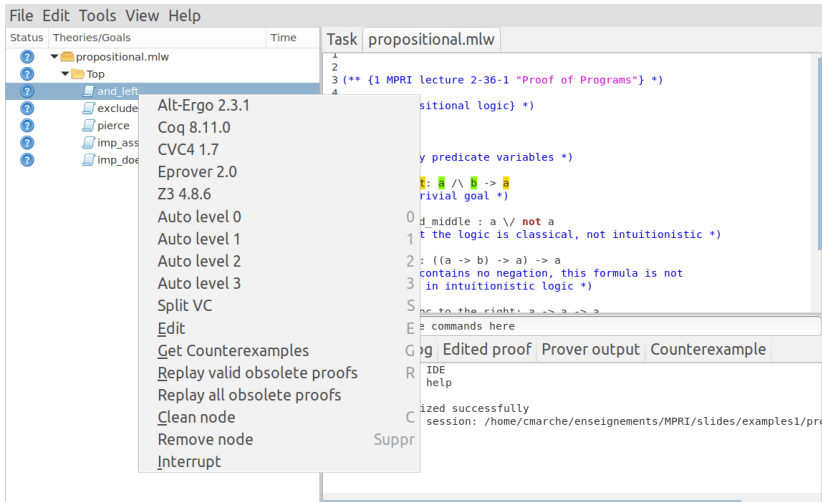 File Edit Tools View Help
Status Theories/Goals Time
propositional.mlw
Top
and_left
exclude
pierce
imp_ass
imp_doe
Alt-Ergo 2.3.1
Coq 8.11.0
CVC4 1.7
Eprover 2.0
Z3 4.8.6
Auto level 0 0
Auto level 1 1
Auto level 2 2
Auto level 3 3
Split VC S
Edit E
Get Counterexamples G
Replay valid obsolete proofs R
Replay all obsolete proofs
Clean node C
Remove node Suppr
Interrupt
Task propositional.mlw
1
2
3 (** {1 MPRI lecture 2-36-1 "Proof of Programs"} *)
4
sitional logic} *)
y predicate variables *)
t: a /\ b -> a
rivial goal *)
d_middle : a \/ not a
t the logic is classical, not intuitionistic *)
: ((a -> b) -> a) -> a
contains no negation, this formula is not
in intuitionistic logic *)
oc to the right: a -> a -> a
e commands here
og Edited proof Prover output Counterexample
IDE
help
ized successfully
session: /home/cmarche/enseignements/MPRI/slides/examples1/pro